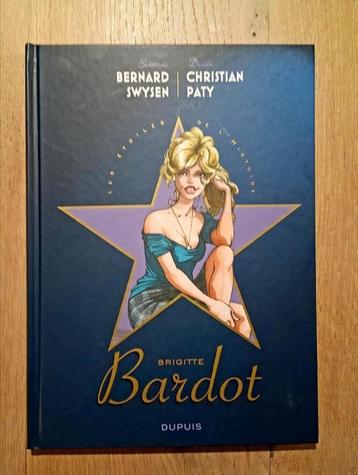 Scénario Dessin
BERNARD CHRISTIAN
SWYSEN PATY
LES ÉTOILES DE L'HISTOIRE
BRIGITTE
Bardot
DUPUIS